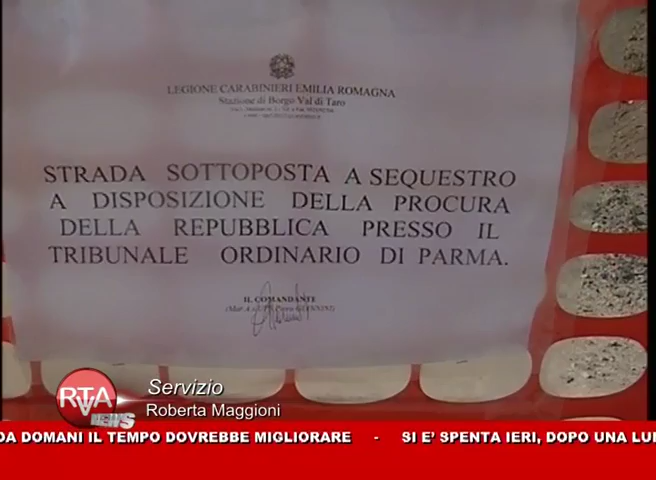 LEGIONE CARABINIERI EMILIA ROMAGNA
Stazione di Borgo Val di Taro
STRADA SOTTOPOSTA A SEQUESTRO
A DISPOSIZIONE DELLA PROCURA
DELLA REPUBBLICA PRESSO IL
TRIBUNALE ORDINARIO DI PARMA.
IL COMANDANTE
Servizio
RTA
NEWS
Roberta Maggioni
DA DOMANI IL TEMPO DOVREBBE MIGLIORARE - SI E' SPENTA IERI, DOPO UNA LU